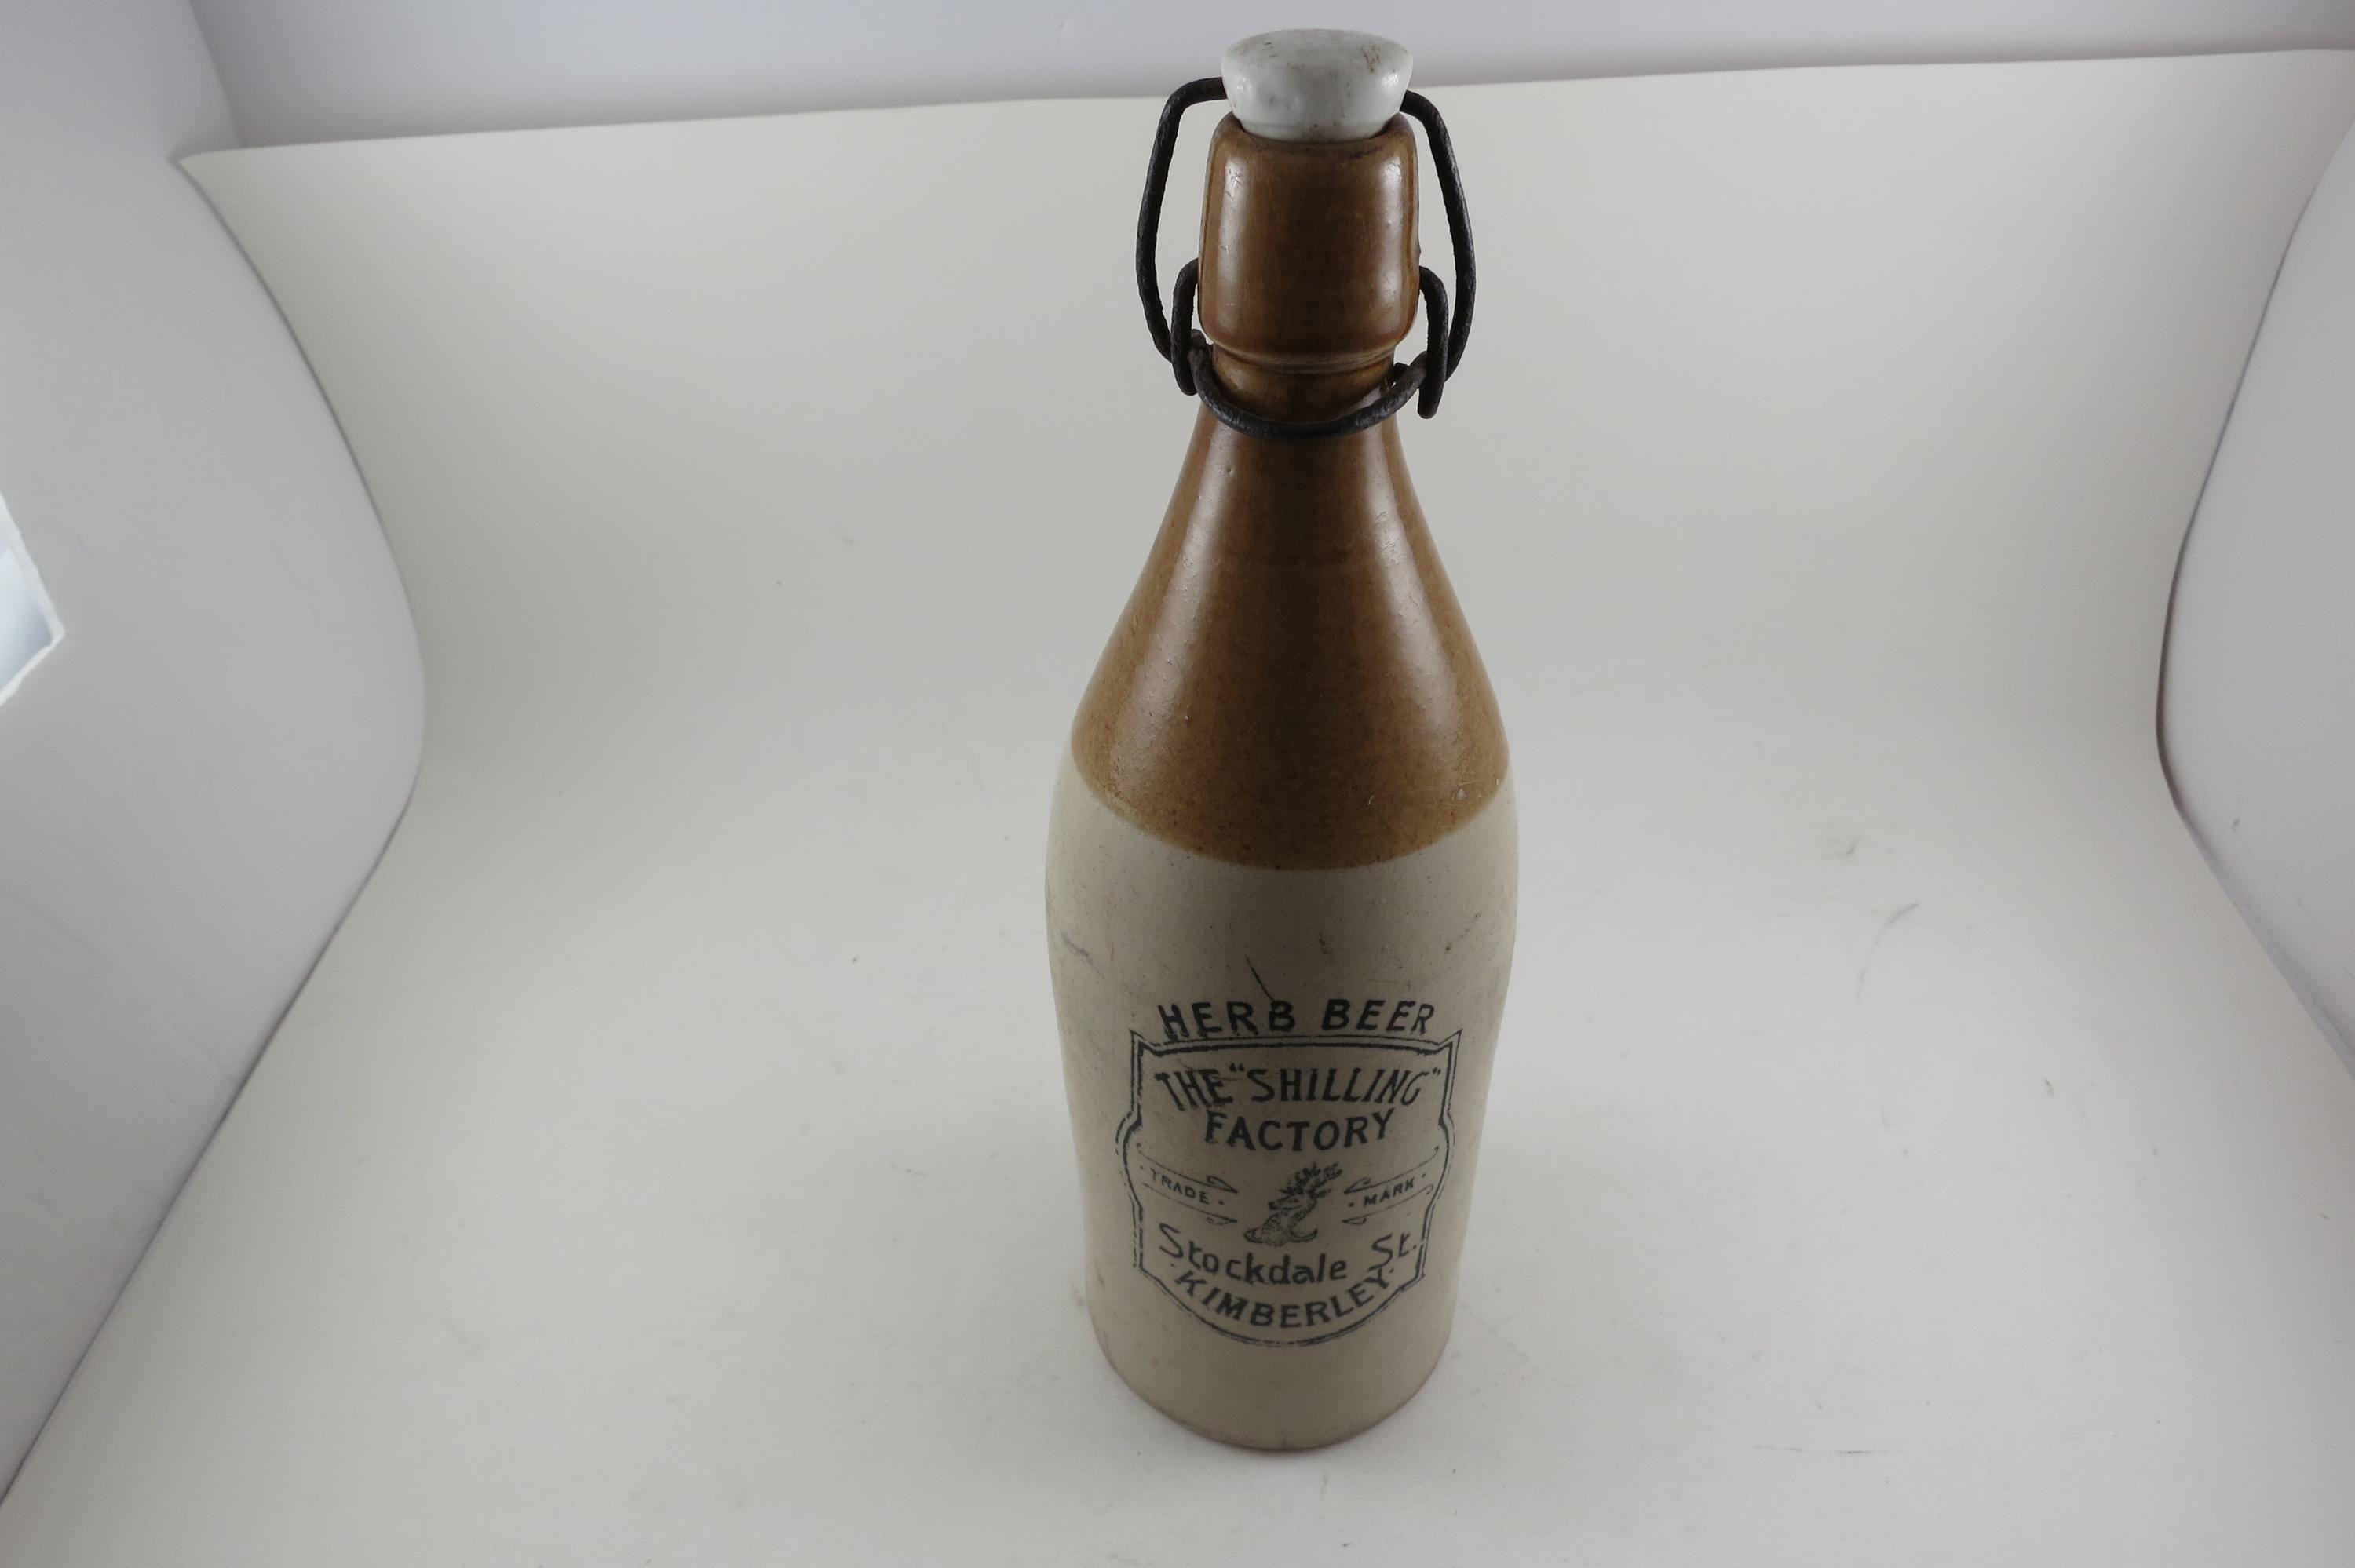 HERB BEER
THE "SHILLING"
FACTORY
TRADE · · MARK ·
Stockdale St.
· KIMBERLEY ·